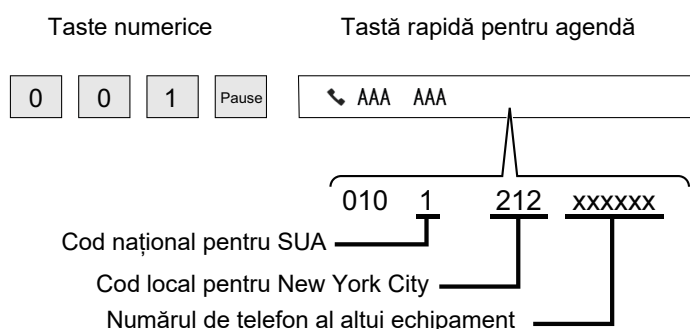 Taste numerice Tastă rapidă pentru agendă
0 0 1 Pause AAA AAA
010 1 212 xxxxxx
Cod național pentru SUA
Cod local pentru New York City
Numărul de telefon al altui echipament